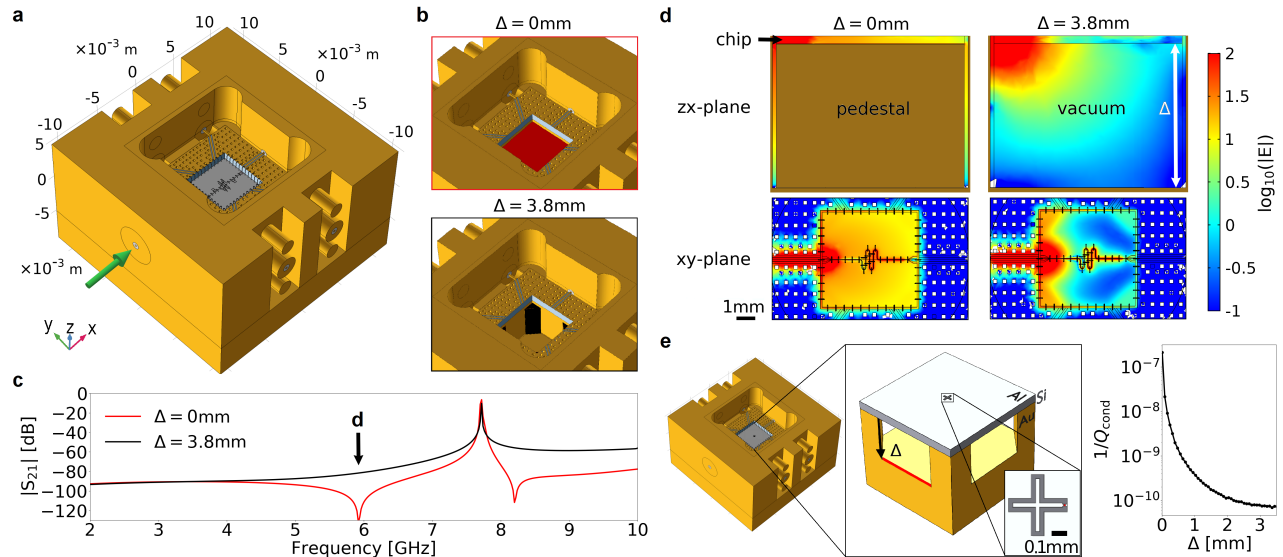 a
10
10
×10⁻³ m
5
5
×10⁻³ m
0
0
-5
-5
-10
-10
5
0
-5
×10⁻³ m
y
z
x
b
Δ = 0mm
Δ = 3.8mm
c
|S₂₁| [dB]
0
-20
-40
-60
-80
-100
-120
Δ = 0mm
Δ = 3.8mm
d
2
3
4
5
6
7
8
9
10
Frequency [GHz]
d
Δ = 0mm
Δ = 3.8mm
chip
zx-plane
pedestal
vacuum
Δ
xy-plane
1mm
2
1.5
1
0.5
0
-0.5
-1
log₁₀(|E|)
e
Al
Si
Au
Δ
0.1mm
1/Q_cond
10⁻⁷
10⁻⁸
10⁻⁹
10⁻¹⁰
0
1
2
3
Δ [mm]